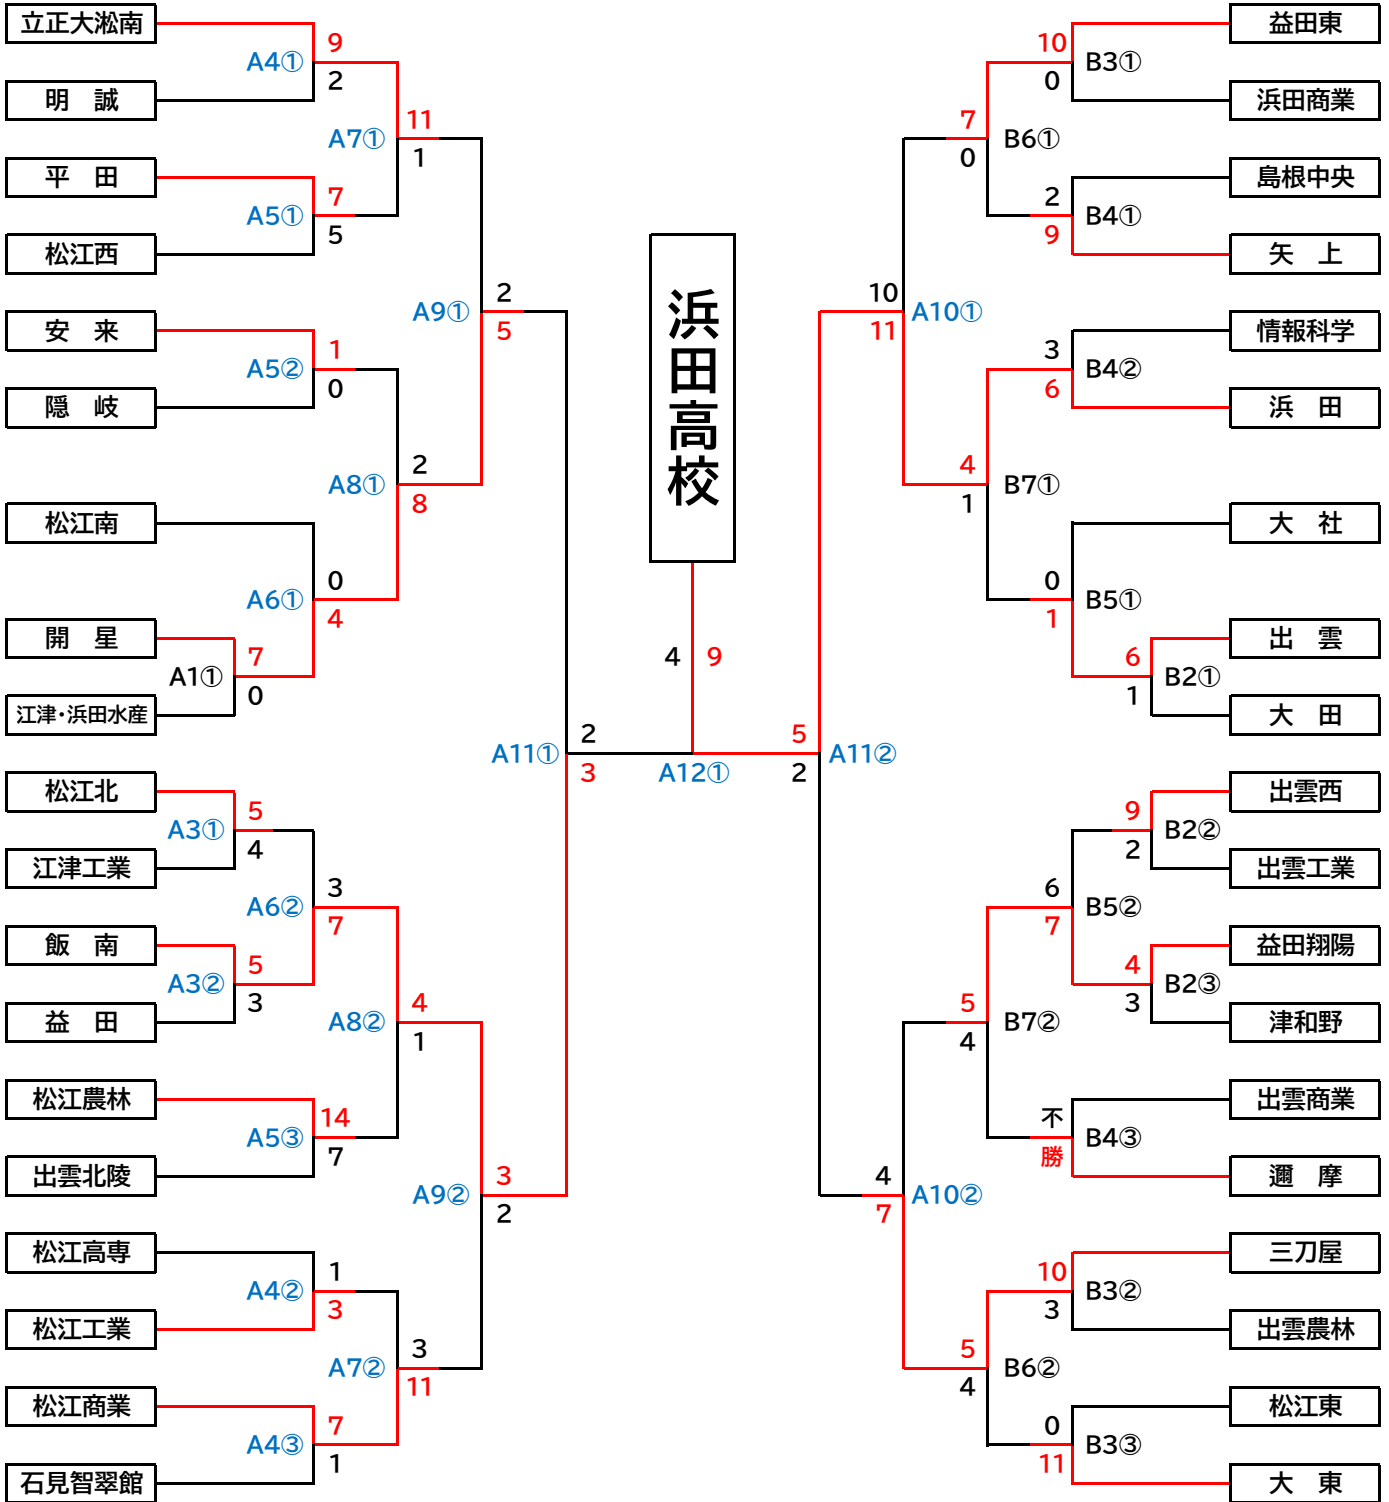 立正大淞南
9
A4①
2
明　誠
11
A7①
1
平　田
7
A5①
5
松江西
2
A9①
5
安　来
1
A5②
0
隠　岐
2
A8①
8
松江南
0
A6①
4
開　星
7
A1①
0
江津・浜田水産
2
A11①
3
松江北
5
A3①
4
江津工業
3
A6②
7
飯　南
5
A3②
3
益　田
4
A8②
1
松江農林
14
A5③
7
出雲北陵
3
A9②
2
松江高専
1
A4②
3
松江工業
3
A7②
11
松江商業
7
A4③
1
石見智翠館
浜田高校
4
9
A12①
益田東
10
B3①
0
浜田商業
7
B6①
0
島根中央
2
B4①
9
矢　上
10
A10①
11
情報科学
3
B4②
6
浜　田
4
B7①
1
大　社
0
B5①
1
出　雲
6
B2①
1
大　田
5
A11②
2
出雲西
9
B2②
2
出雲工業
6
B5②
7
益田翔陽
4
B2③
3
津和野
5
B7②
4
出雲商業
不
B4③
勝
邇　摩
4
A10②
7
三刀屋
10
B3②
3
出雲農林
5
B6②
4
松江東
0
B3③
11
大　東